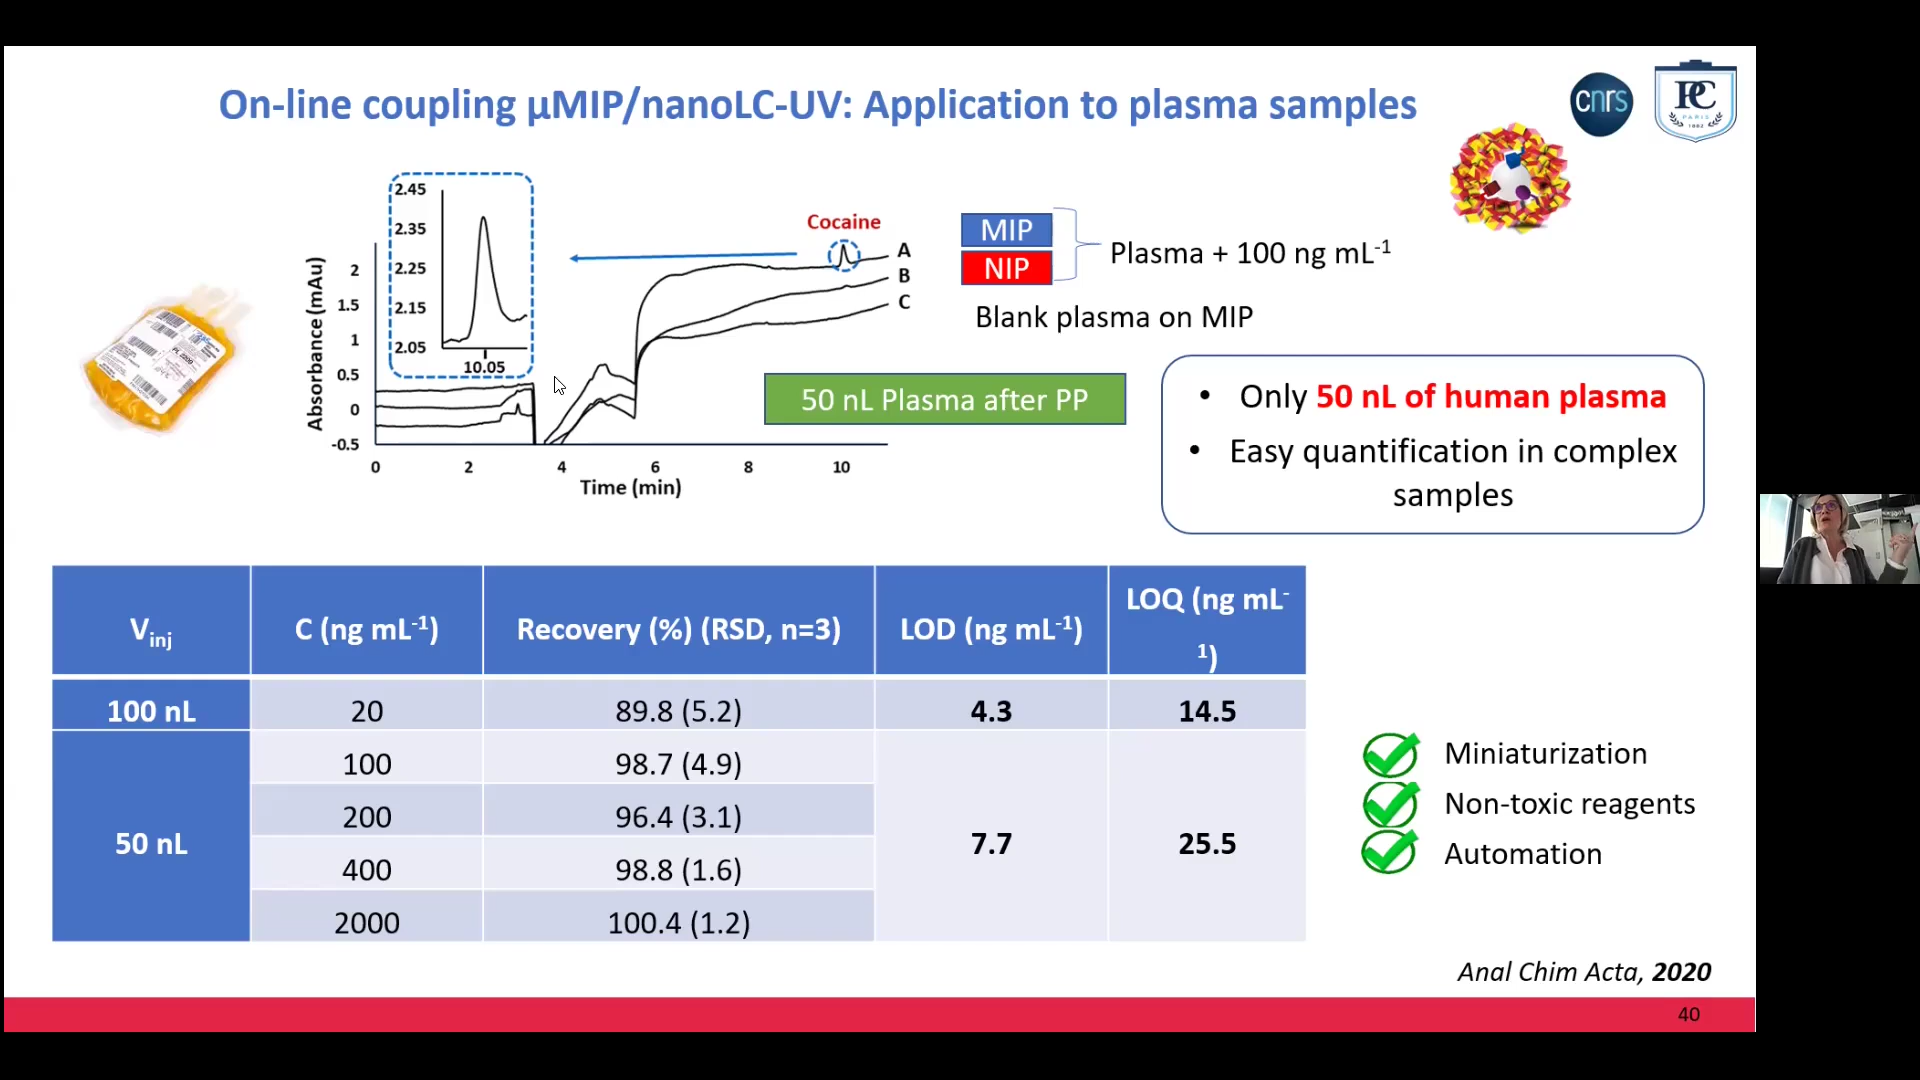 On-line coupling µMIP/nanoLC-UV: Application to plasma samples
cnrs
PC
PARIS
1882
2.45
2.35
2.25
2.15
2.05
10.05
Cocaine
A
B
C
Absorbance (mAu)
2
1.5
1
0.5
0
-0.5
0 2 4 6 8 10
Time (min)
MIP
NIP
Plasma + 100 ng mL⁻¹
Blank plasma on MIP
50 nL Plasma after PP
• Only 50 nL of human plasma
• Easy quantification in complex
samples
Vinj C (ng mL⁻¹) Recovery (%) (RSD, n=3) LOD (ng mL⁻¹) LOQ (ng mL⁻
¹)
100 nL 20 89.8 (5.2) 4.3 14.5
50 nL 100 98.7 (4.9) 7.7 25.5
200 96.4 (3.1)
400 98.8 (1.6)
2000 100.4 (1.2)
Miniaturization
Non-toxic reagents
Automation
Anal Chim Acta, 2020
40